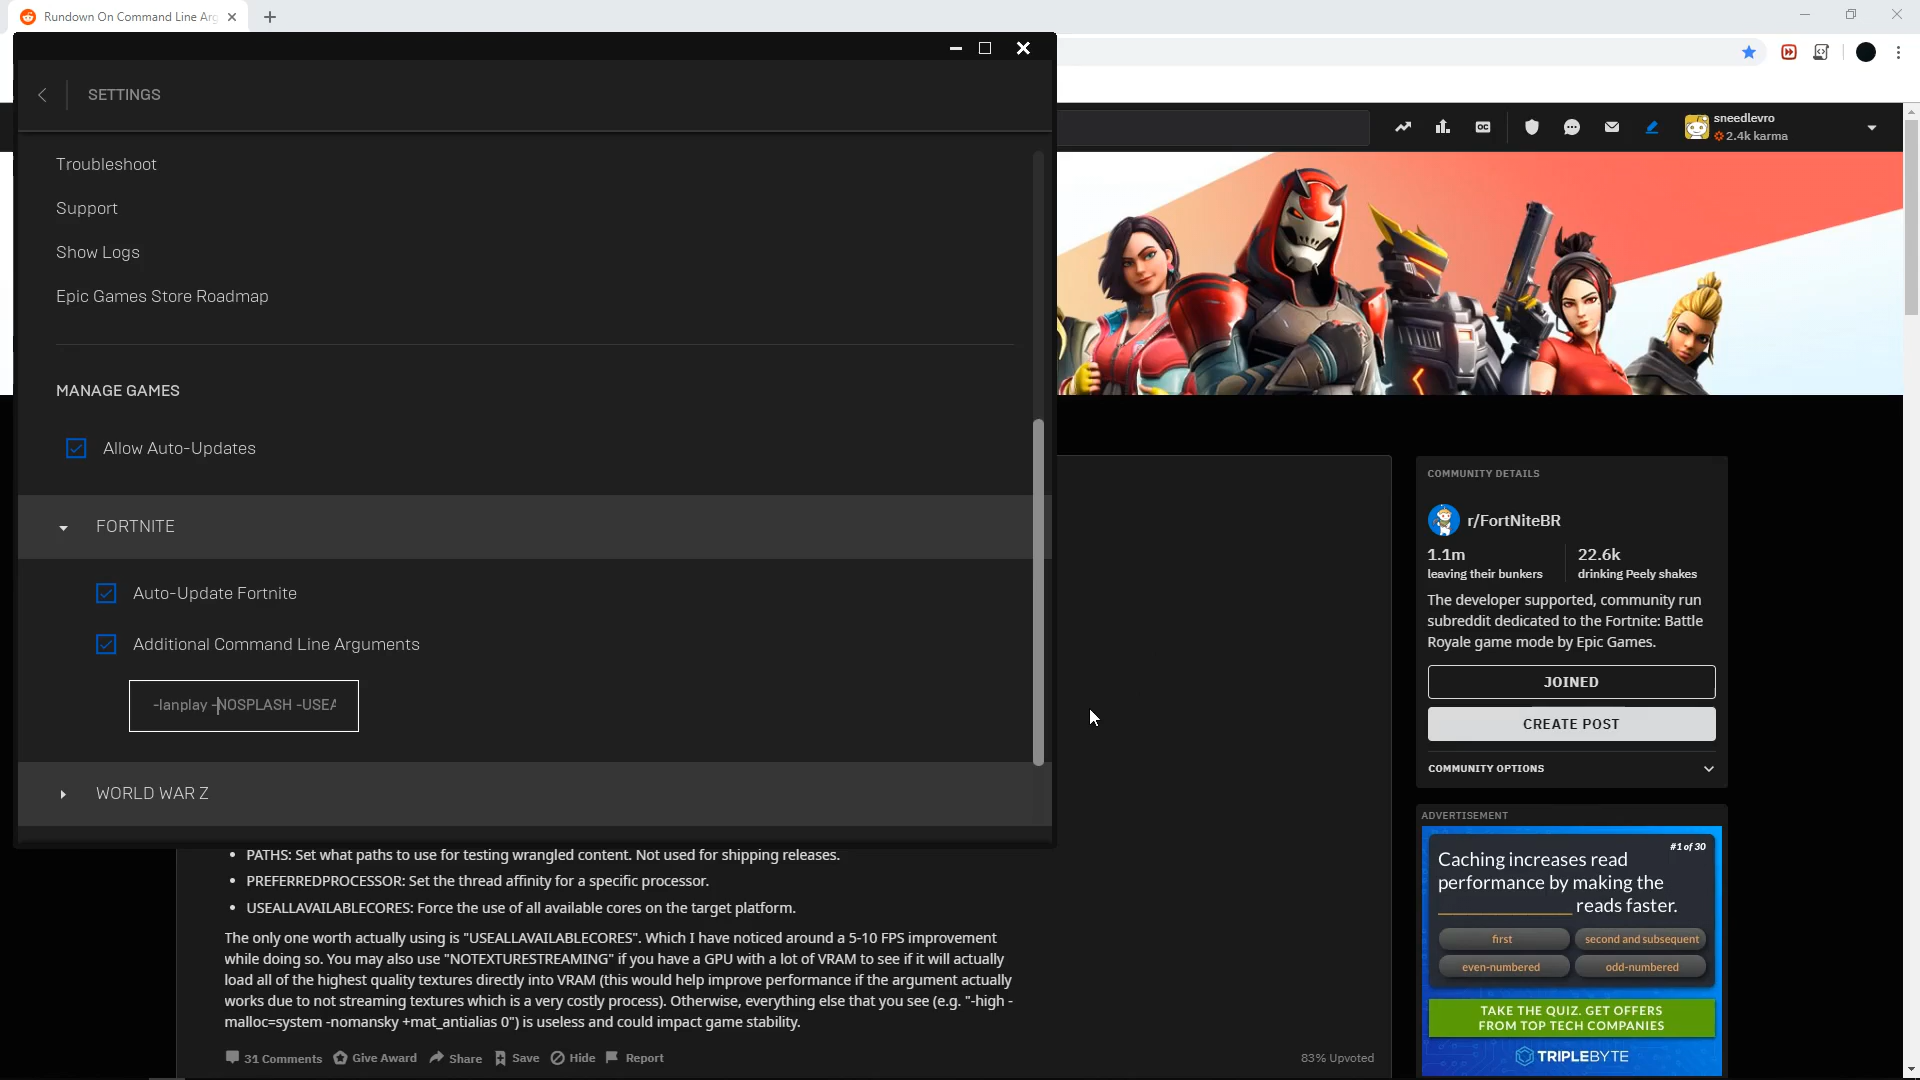 Rundown On Command Line Arg
SETTINGS
Troubleshoot
Support
Show Logs
Epic Games Store Roadmap
MANAGE GAMES
Allow Auto-Updates
FORTNITE
Auto-Update Fortnite
Additional Command Line Arguments
-lanplay -NOSPLASH -USEA
WORLD WAR Z
sneedlevro
2.4k karma
COMMUNITY DETAILS
r/FortNiteBR
1.1m
leaving their bunkers
22.6k
drinking Peely shakes
The developer supported, community run
subreddit dedicated to the Fortnite: Battle
Royale game mode by Epic Games.
JOINED
CREATE POST
COMMUNITY OPTIONS
ADVERTISEMENT
#1 of 30
Caching increases read
performance by making the
______________ reads faster.
first
second and subsequent
even-numbered
odd-numbered
TAKE THE QUIZ. GET OFFERS
FROM TOP TECH COMPANIES
TRIPLEBYTE
• PATHS: Set what paths to use for testing wrangled content. Not used for shipping releases.
• PREFERREDPROCESSOR: Set the thread affinity for a specific processor.
• USEALLAVAILABLECORES: Force the use of all available cores on the target platform.
The only one worth actually using is "USEALLAVAILABLECORES". Which I have noticed around a 5-10 FPS improvement
while doing so. You may also use "NOTEXTURESTREAMING" if you have a GPU with a lot of VRAM to see if it will actually
load all of the highest quality textures directly into VRAM (this would help improve performance if the argument actually
works due to not streaming textures which is a very costly process). Otherwise, everything else that you see (e.g. "-high -
malloc=system -nomansky +mat_antialias 0") is useless and could impact game stability.
31 Comments Give Award Share Save Hide Report
83% Upvoted